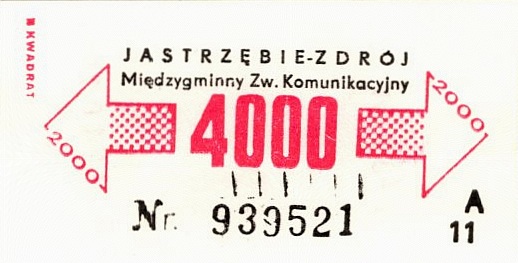 KWADRAT
JASTRZĘBIE-ZDRÓJ
Międzygminny Zw. Komunikacyjny
2000
4000
2000
Nr. 939521
A
11